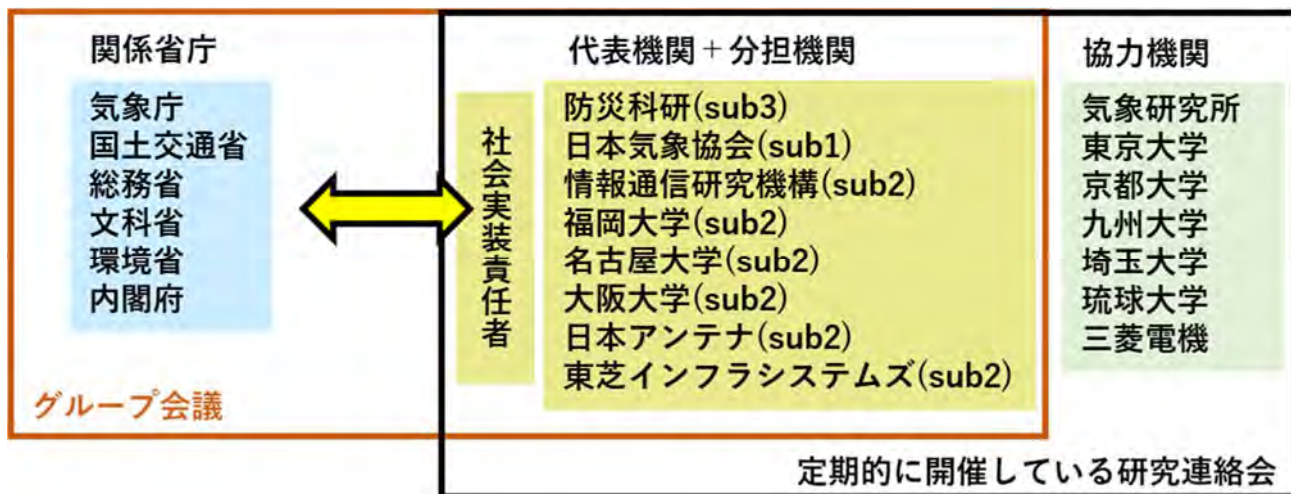 関係省庁
気象庁
国土交通省
総務省
文科省
環境省
内閣府
グループ会議
代表機関＋分担機関
社会実装責任者
防災科研(sub3)
日本気象協会(sub1)
情報通信研究機構(sub2)
福岡大学(sub2)
名古屋大学(sub2)
大阪大学(sub2)
日本アンテナ(sub2)
東芝インフラシステムズ(sub2)
協力機関
気象研究所
東京大学
京都大学
九州大学
埼玉大学
琉球大学
三菱電機
定期的に開催している研究連絡会